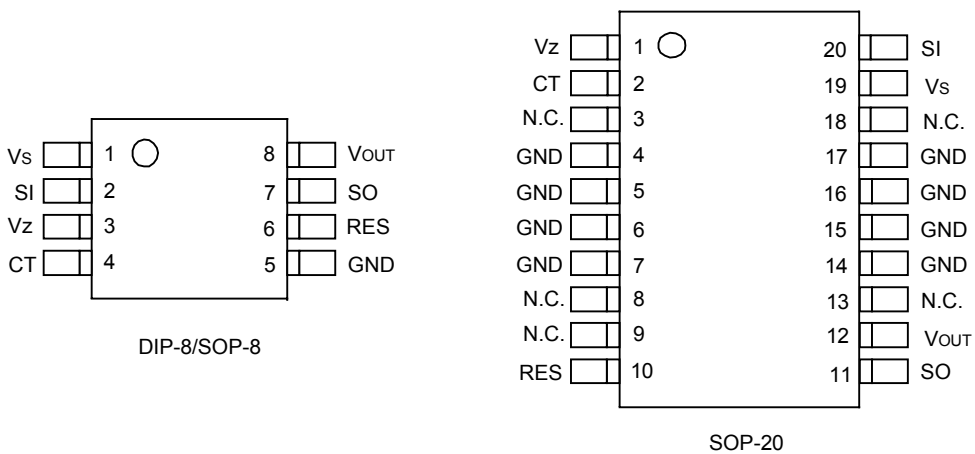 Vs 1 8 VOUT
SI 2 7 SO
Vz 3 6 RES
CT 4 5 GND
DIP-8/SOP-8
Vz 1 20 SI
CT 2 19 Vs
N.C. 3 18 N.C.
GND 4 17 GND
GND 5 16 GND
GND 6 15 GND
GND 7 14 GND
N.C. 8 13 N.C.
N.C. 9 12 VOUT
RES 10 11 SO
SOP-20